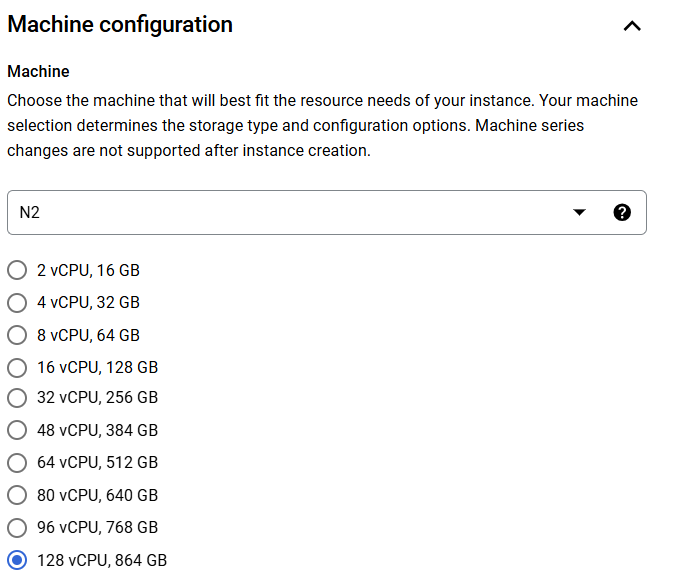 Machine configuration
Machine
Choose the machine that will best fit the resource needs of your instance. Your machine
selection determines the storage type and configuration options. Machine series
changes are not supported after instance creation.
N2
2 vCPU, 16 GB
4 vCPU, 32 GB
8 vCPU, 64 GB
16 vCPU, 128 GB
32 vCPU, 256 GB
48 vCPU, 384 GB
64 vCPU, 512 GB
80 vCPU, 640 GB
96 vCPU, 768 GB
128 vCPU, 864 GB